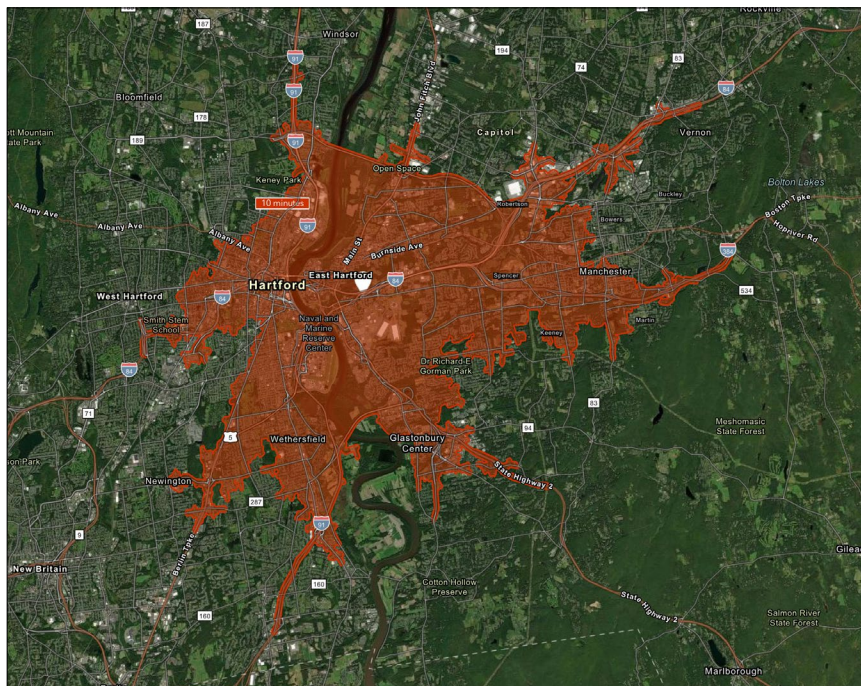 Rockville
187
Windsor
91
194
83
74
91
84
Bloomfield
John Fitch Blvd
178
Capitol
Vernon
189
91
ott Mountain
tate Park
Open Space
Keney Park
Bolton Lakes
Buckley
10 minutes
Robertson
Boston Tpke
Albany Ave
Albany Ave
Albany Ave
91
Bowers
Hopriver Rd
Main St
Burnside Ave
384
East Hartford
84
Spencer
Manchester
Hartford
534
West Hartford
84
Smith Stem
School
Naval and
Marine
Reserve
Center
Martin
Keeney
Dr Richard E
Gorman Park
84
83
71
Meshomasic
State Forest
94
5
Wethersfield
Glastonbury
Center
on Park
State Highway 2
Newington
287
91
9
Berlin Tpke
Gilead
New Britain
160
Cotton Hollow
Preserve
State Highway 2
160
Salmon River
State Forest
Marlborough